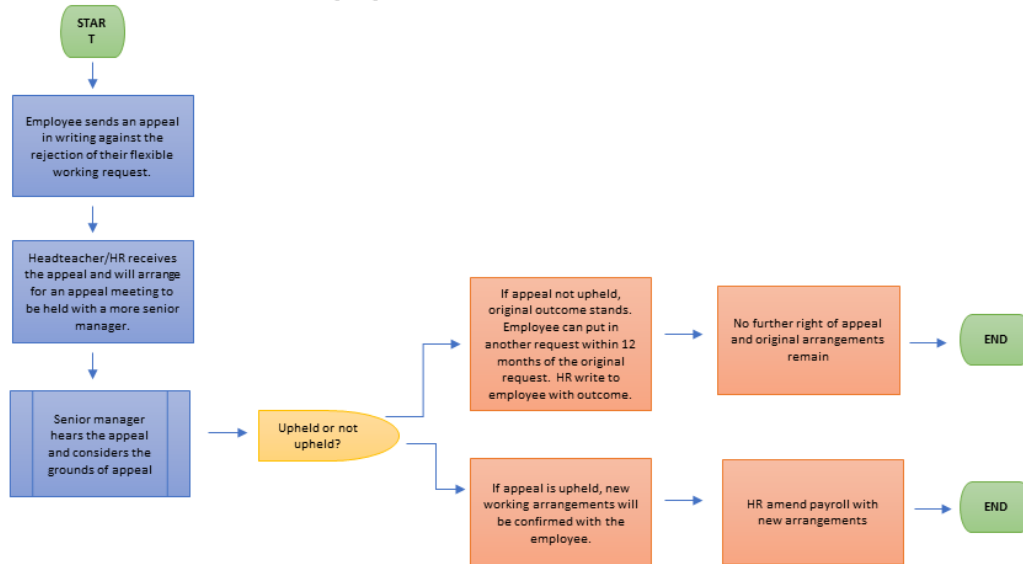 STAR
T
Employee sends an appeal
in writing against the
rejection of their flexible
working request.
Headteacher/HR receives
the appeal and will arrange
for an appeal meeting to
be held with a more senior
manager.
Senior manager
hears the appeal
and considers the
grounds of appeal
Upheld or not
upheld?
If appeal not upheld,
original outcome stands.
Employee can put in
another request within 12
months of the original
request.  HR write to
employee with outcome.
No further right of appeal
and original arrangements
remain
END
If appeal is upheld, new
working arrangements will
be confirmed with the
employee.
HR amend payroll with
new arrangements
END